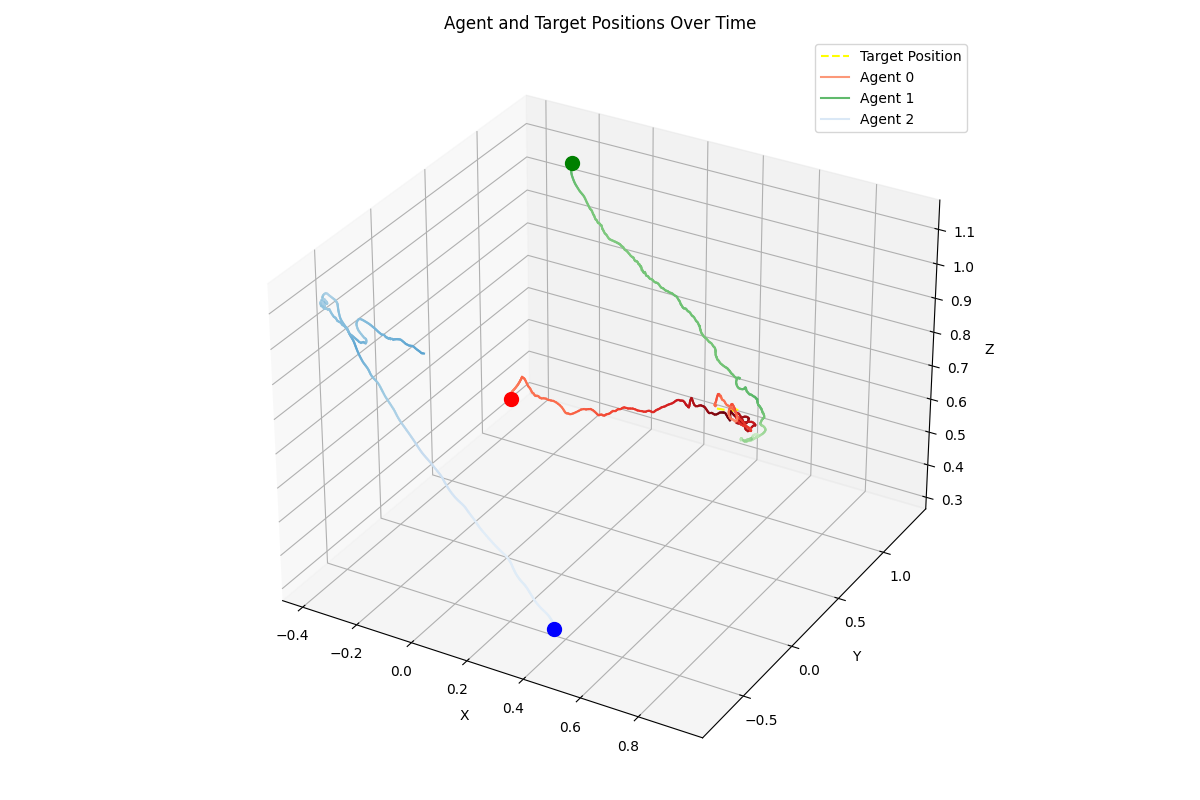 Agent and Target Positions Over Time
Target Position
Agent 0
Agent 1
Agent 2
1.1
1.0
0.9
0.8
Z
0.7
0.6
0.5
0.4
0.3
1.0
0.5
Y
0.0
−0.5
−0.4
−0.2
0.0
0.2
X
0.4
0.6
0.8